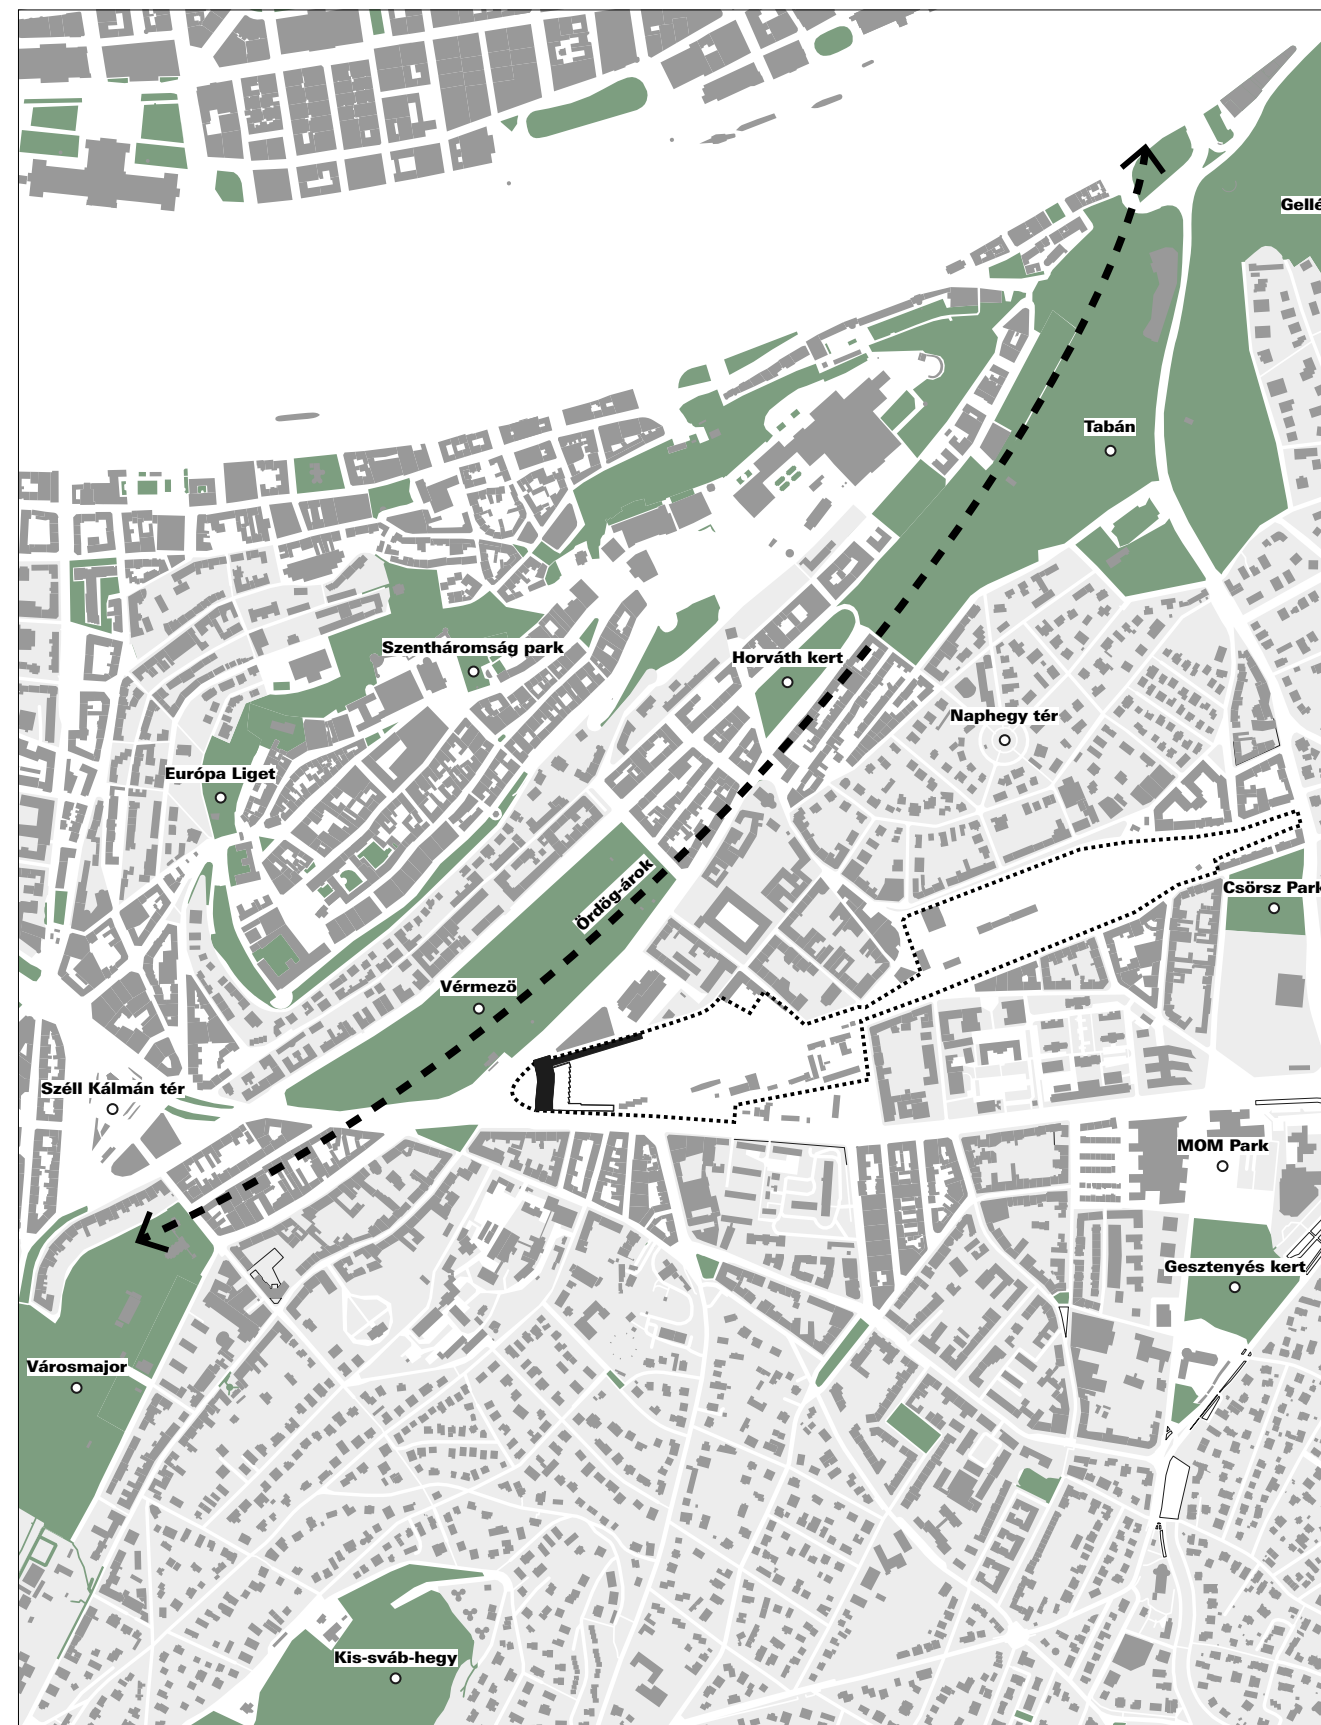 Gellé
Tabán
Szentháromság park
Horváth kert
Naphegy tér
Európa Liget
Ördög-árok
Csörsz Park
Vérmezö
Széll Kálmán tér
MOM Park
Gesztenyés kert
Városmajor
Kis-sváb-hegy